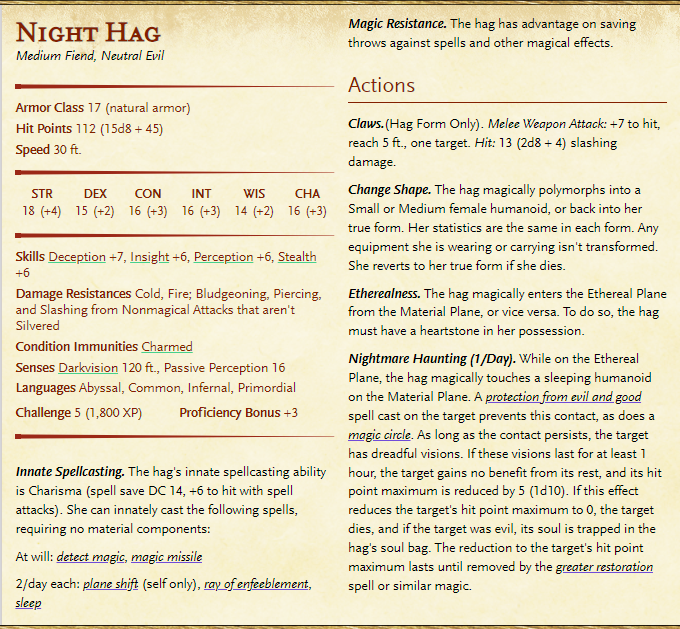 Night Hag
Medium Fiend, Neutral Evil
Armor Class 17 (natural armor)
Hit Points 112 (15d8 + 45)
Speed 30 ft.
STR DEX CON INT WIS CHA
18 (+4) 15 (+2) 16 (+3) 16 (+3) 14 (+2) 16 (+3)
Skills Deception +7, Insight +6, Perception +6, Stealth
+6
Damage Resistances Cold, Fire; Bludgeoning, Piercing,
and Slashing from Nonmagical Attacks that aren't
Silvered
Condition Immunities Charmed
Senses Darkvision 120 ft., Passive Perception 16
Languages Abyssal, Common, Infernal, Primordial
Challenge 5 (1,800 XP) Proficiency Bonus +3
Innate Spellcasting. The hag's innate spellcasting ability
is Charisma (spell save DC 14, +6 to hit with spell
attacks). She can innately cast the following spells,
requiring no material components:
At will: detect magic, magic missile
2/day each: plane shift (self only), ray of enfeeblement,
sleep
Magic Resistance. The hag has advantage on saving
throws against spells and other magical effects.
Actions
Claws.(Hag Form Only). Melee Weapon Attack: +7 to hit,
reach 5 ft., one target. Hit: 13 (2d8 + 4) slashing
damage.
Change Shape. The hag magically polymorphs into a
Small or Medium female humanoid, or back into her
true form. Her statistics are the same in each form. Any
equipment she is wearing or carrying isn't transformed.
She reverts to her true form if she dies.
Etherealness. The hag magically enters the Ethereal Plane
from the Material Plane, or vice versa. To do so, the hag
must have a heartstone in her possession.
Nightmare Haunting (1/Day). While on the Ethereal
Plane, the hag magically touches a sleeping humanoid
on the Material Plane. A protection from evil and good
spell cast on the target prevents this contact, as does a
magic circle. As long as the contact persists, the target
has dreadful visions. If these visions last for at least 1
hour, the target gains no benefit from its rest, and its hit
point maximum is reduced by 5 (1d10). If this effect
reduces the target's hit point maximum to 0, the target
dies, and if the target was evil, its soul is trapped in the
hag's soul bag. The reduction to the target's hit point
maximum lasts until removed by the greater restoration
spell or similar magic.